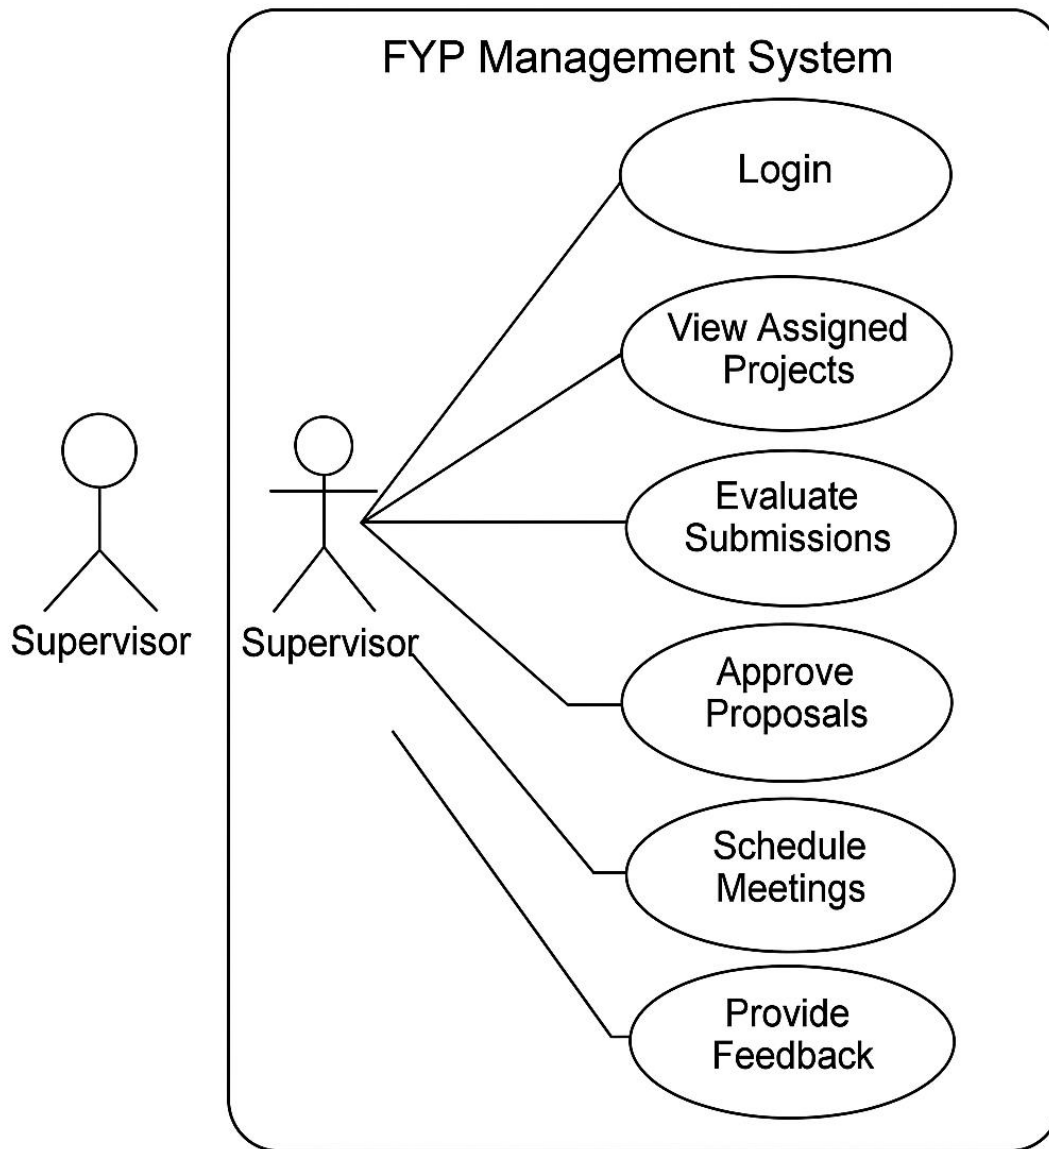 FYP Management System
Login
View Assigned
Projects
Evaluate
Submissions
Supervisor
Supervisor
Approve
Proposals
Schedule
Meetings
Provide
Feedback